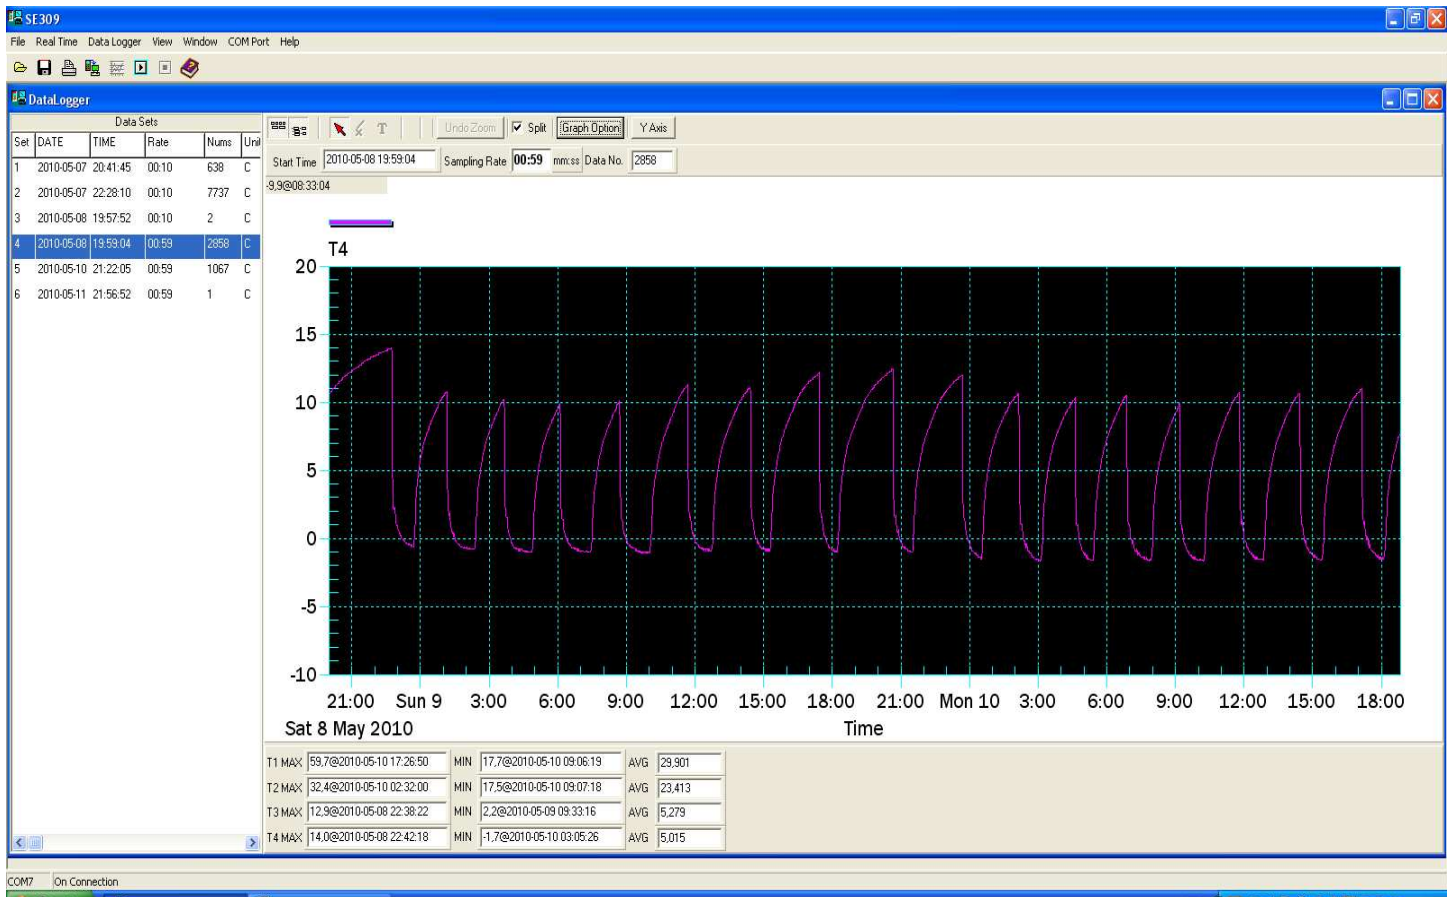 SE309
File Real Time Data Logger View Window COM Port Help
DataLogger
Data Sets
Set DATE TIME Rate Nums Unit
1 2010-05-07 20:41:45 00:10 638 C
2 2010-05-07 22:28:10 00:10 7737 C
3 2010-05-08 19:57:52 00:10 2 C
4 2010-05-08 19:59:04 00:59 2858 C
5 2010-05-10 21:22:05 00:59 1067 C
6 2010-05-11 21:56:52 00:59 1 C
T Undo Zoom Split Graph Option Y Axis
Start Time 2010-05-08 19:59:04 Sampling Rate 00:59 mm:ss Data No. 2858
-9,9@08:33:04
T4
20
15
10
5
0
-5
-10
21:00 Sun 9 3:00 6:00 9:00 12:00 15:00 18:00 21:00 Mon 10 3:00 6:00 9:00 12:00 15:00 18:00
Sat 8 May 2010 Time
T1 MAX 59,7@2010-05-10 17:26:50 MIN 17,7@2010-05-10 09:06:19 AVG 29,901
T2 MAX 32,4@2010-05-10 02:32:00 MIN 17,5@2010-05-10 09:07:18 AVG 23,413
T3 MAX 12,9@2010-05-08 22:38:22 MIN 2,2@2010-05-09 09:33:16 AVG 5,279
T4 MAX 14,0@2010-05-08 22:42:18 MIN -1,7@2010-05-10 03:05:26 AVG 5,015
COM7 On Connection